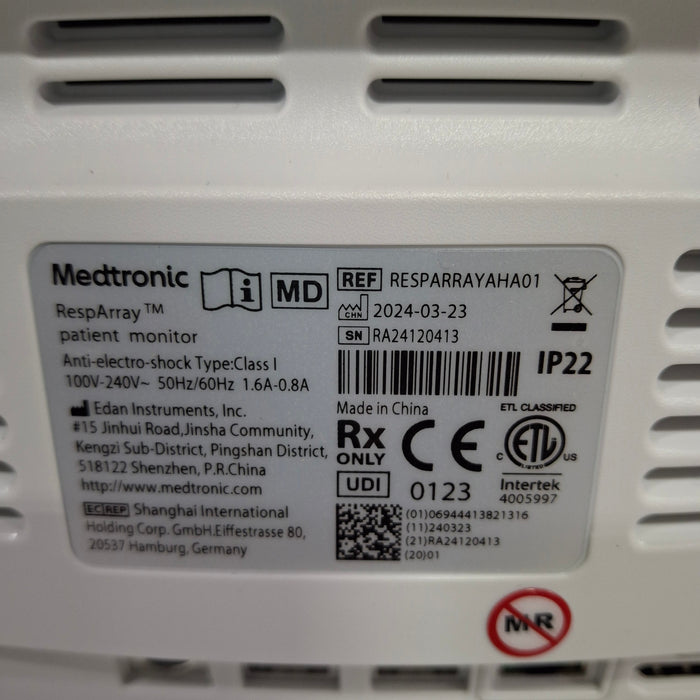 Medtronic
RespArray™
patient monitor
Anti-electro-shock Type:Class I
100V-240V~ 50Hz/60Hz 1.6A-0.8A
Edan Instruments, Inc.
#15 Jinhui Road,Jinsha Community,
Kengzi Sub-District, Pingshan District,
518122 Shenzhen, P.R.China
http://www.medtronic.com
EC REP Shanghai International
Holding Corp. GmbH.Eiffestrasse 80,
20537 Hamburg, Germany
MD
REF RESPARRAYAHA01
CHN 2024-03-23
SN RA24120413
IP22
Made in China
Rx
ONLY
CE
0123
ETL CLASSIFIED
ETL
LISTED
C US
Intertek
4005997
UDI
(01)06944413821316
(11)240323
(21)RA24120413
(20)01
MR